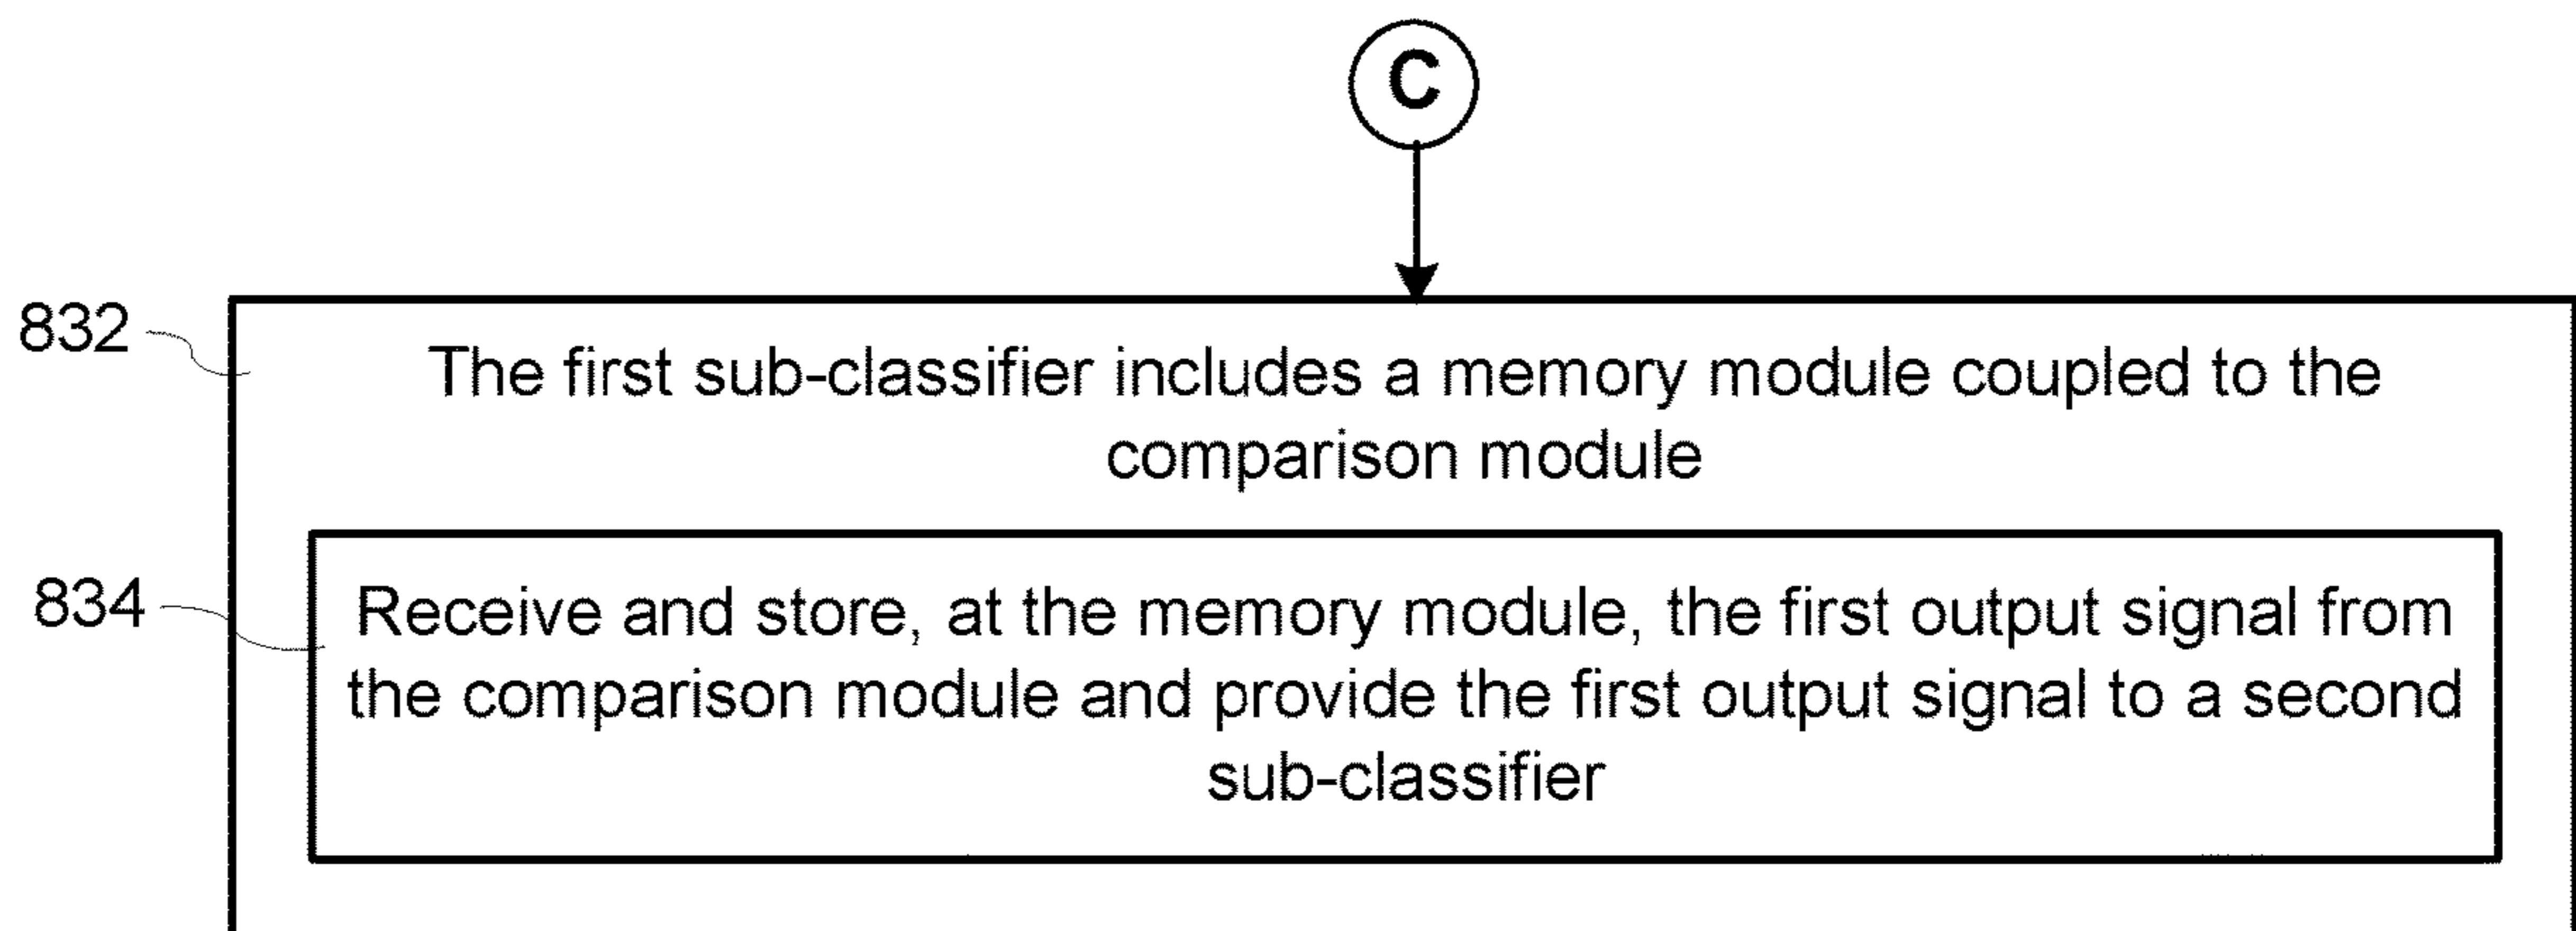 C
832
The first sub-classifier includes a memory module coupled to the
comparison module
834
Receive and store, at the memory module, the first output signal from
the comparison module and provide the first output signal to a second
sub-classifier